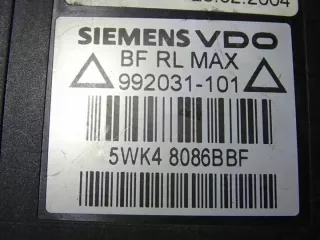 SIEMENS VDO
BF RL MAX
992031-101
5WK4 8086BBF